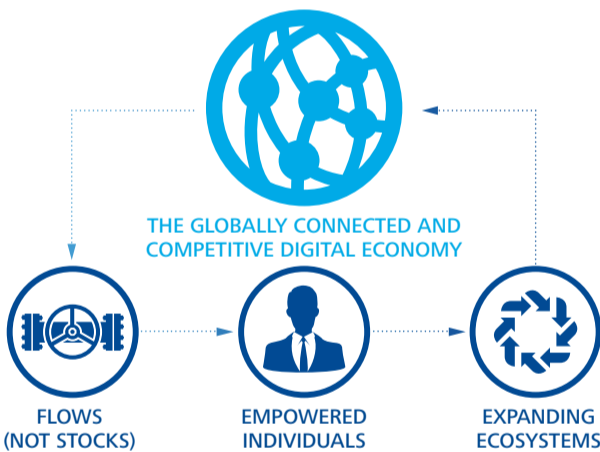 THE GLOBALLY CONNECTED AND
COMPETITIVE DIGITAL ECONOMY
FLOWS
(NOT STOCKS)
EMPOWERED
INDIVIDUALS
EXPANDING
ECOSYSTEMS